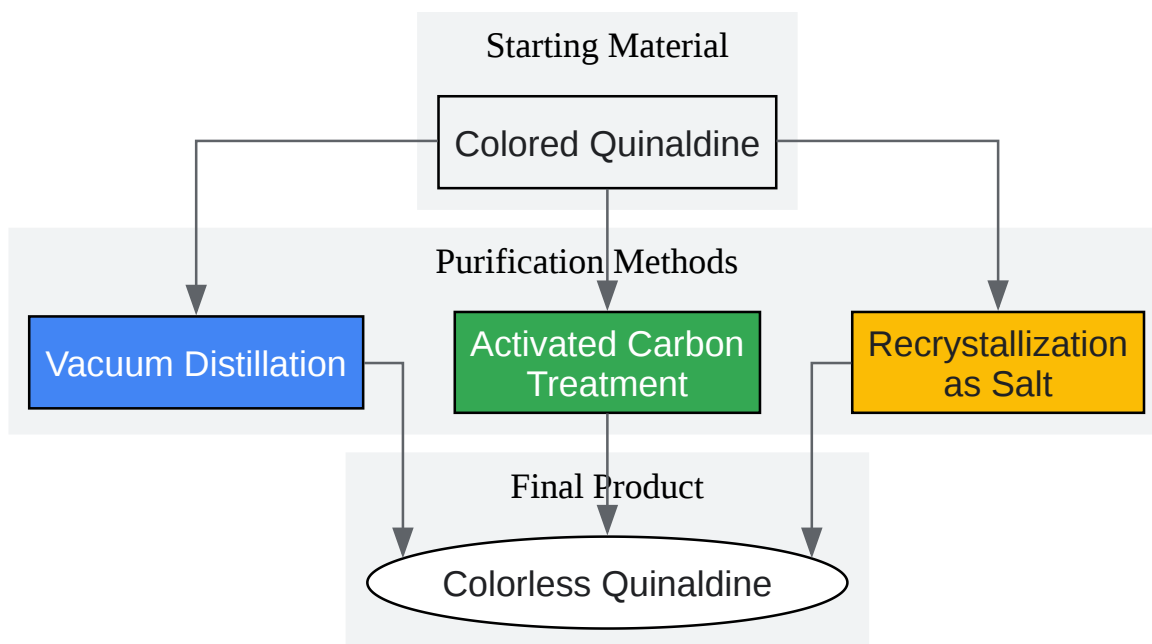 Starting Material
Colored Quinaldine
Purification Methods
Vacuum Distillation
Activated Carbon
Treatment
Recrystallization
as Salt
Final Product
Colorless Quinaldine